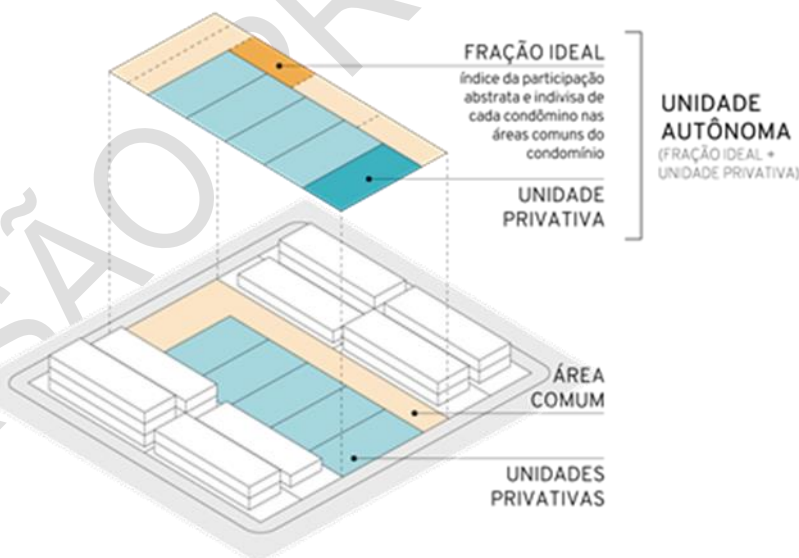 FRAÇÃO IDEAL
índice da participação
abstrata e indivisa de
cada condômino nas
áreas comuns do
condomínio
UNIDADE
PRIVATIVA
UNIDADE
AUTÔNOMA
(FRAÇÃO IDEAL +
UNIDADE PRIVATIVA)
ÁREA
COMUM
UNIDADES
PRIVATIVAS